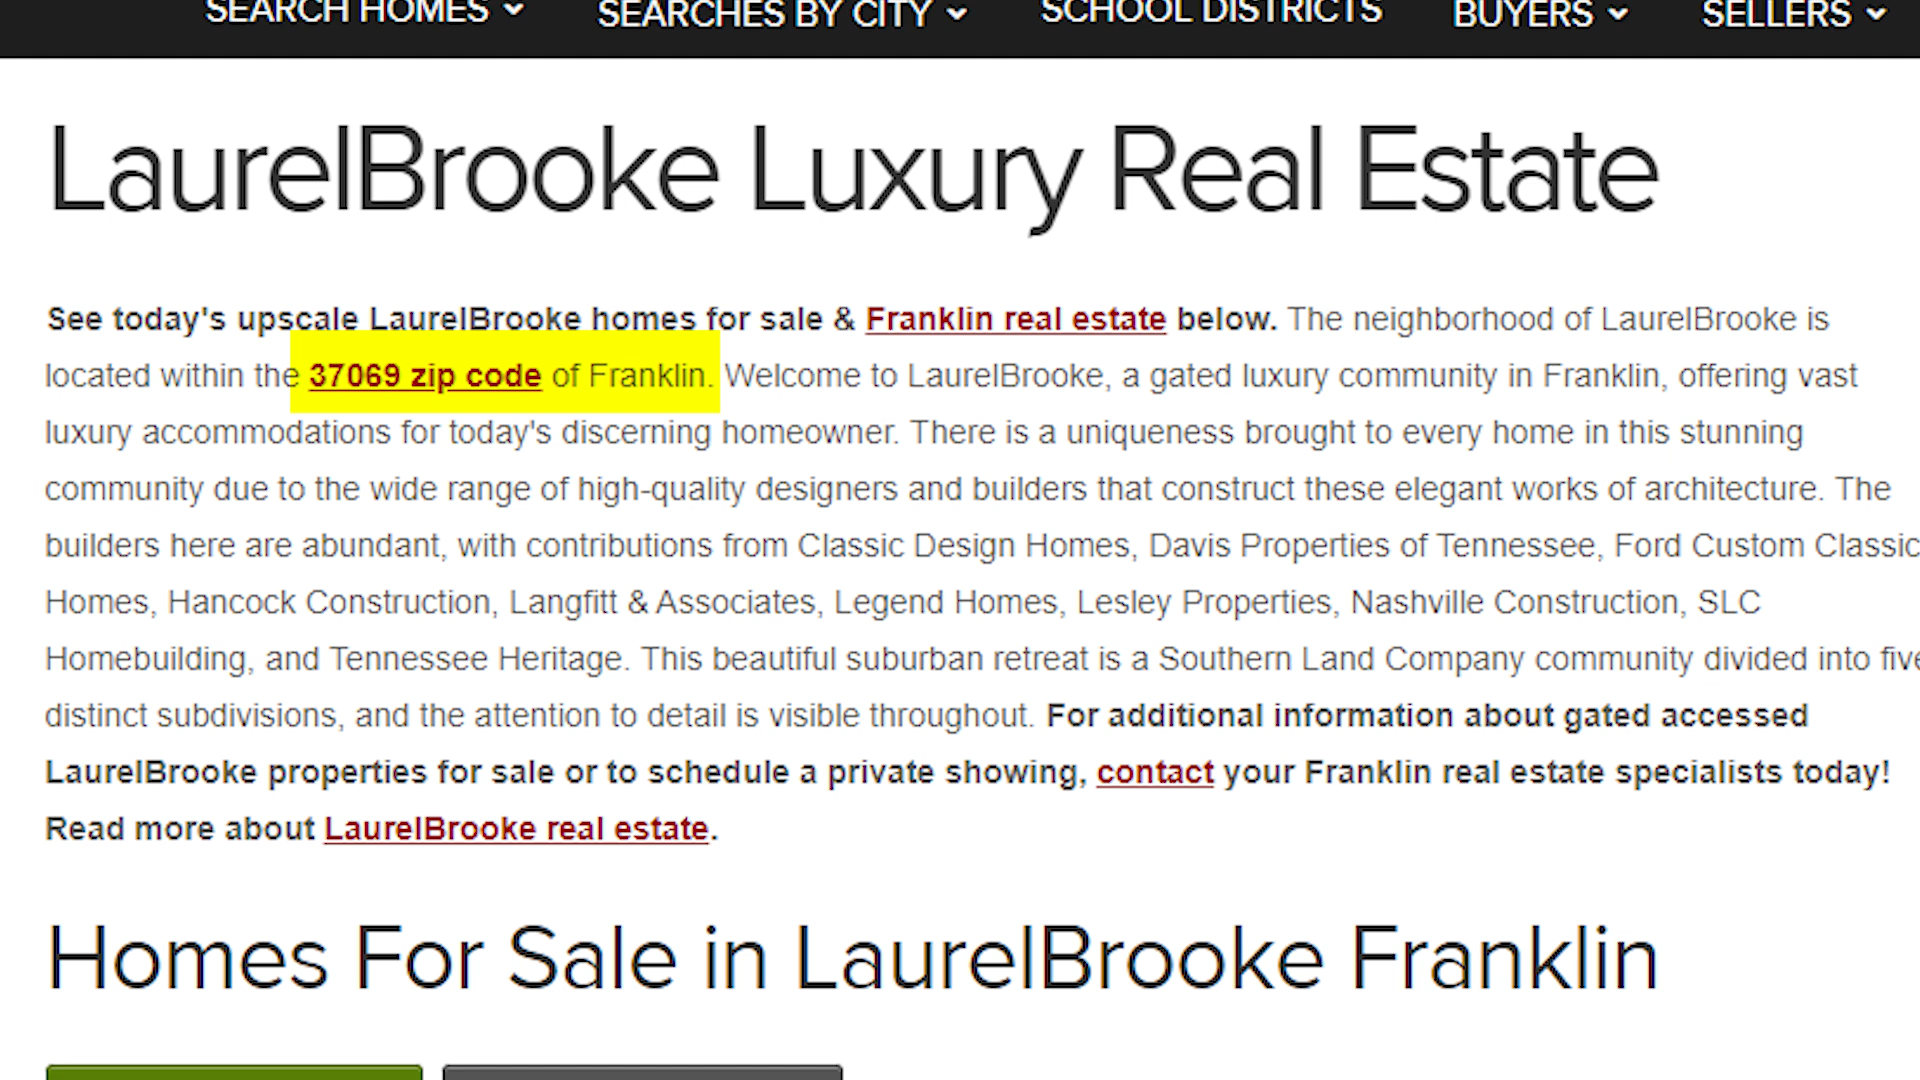 SEARCH HOMES
SEARCHES BY CITY
SCHOOL DISTRICTS
BUYERS
SELLERS
LaurelBrooke Luxury Real Estate
See today's upscale LaurelBrooke homes for sale & Franklin real estate below. The neighborhood of LaurelBrooke is
located within the 37069 zip code of Franklin. Welcome to LaurelBrooke, a gated luxury community in Franklin, offering vast
luxury accommodations for today's discerning homeowner. There is a uniqueness brought to every home in this stunning
community due to the wide range of high-quality designers and builders that construct these elegant works of architecture. The
builders here are abundant, with contributions from Classic Design Homes, Davis Properties of Tennessee, Ford Custom Classic
Homes, Hancock Construction, Langfitt & Associates, Legend Homes, Lesley Properties, Nashville Construction, SLC
Homebuilding, and Tennessee Heritage. This beautiful suburban retreat is a Southern Land Company community divided into five
distinct subdivisions, and the attention to detail is visible throughout. For additional information about gated accessed
LaurelBrooke properties for sale or to schedule a private showing, contact your Franklin real estate specialists today!
Read more about LaurelBrooke real estate.
Homes For Sale in LaurelBrooke Franklin